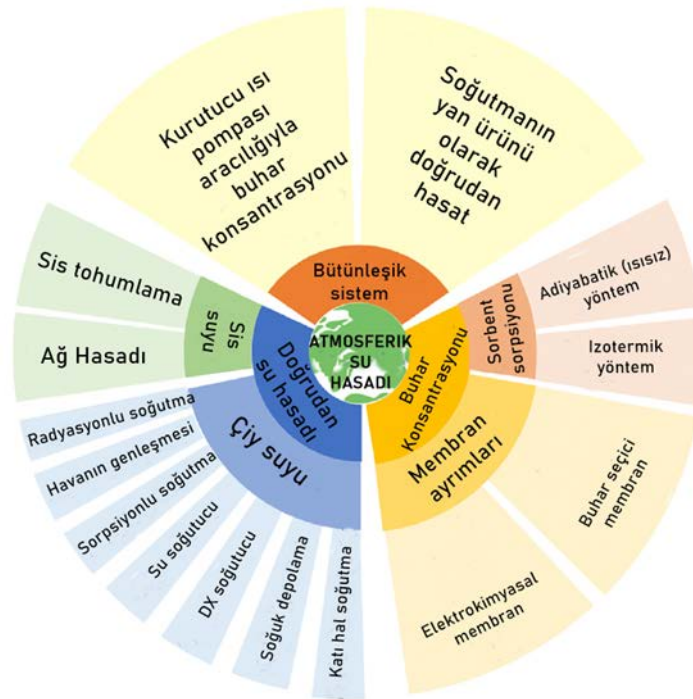 Kurutucu ısı
pompası
aracılığıyla
buhar
konsantrasyonu
Soğutmanın
yan ürünü
olarak
doğrudan
hasat
Bütünleşik
sistem
Sis tohumlama
Ağ Hasadı
Sis
suyu
Doğrudan
su hasadı
ATMOSFERIK
SU
HASADI
Buhar
Konsantrasyonu
Sorbent
sorpsiyonu
Adiyabatik (ısısız)
yöntem
Izotermik
yöntem
Çiy suyu
Membran
ayrımları
Radyasyonlu soğutma
Havanın genleşmesi
Sorpsiyonlu soğutma
Su soğutucu
DX soğutucu
Soğuk depolama
Katı hal soğutma
Elektrokimyasal
membran
Buhar seçici
membran